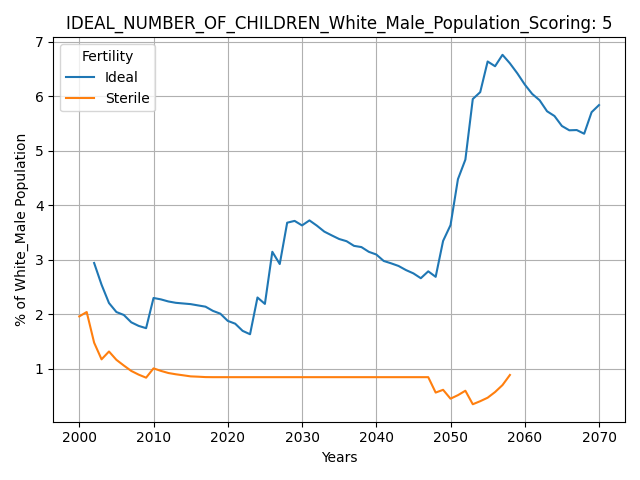 IDEAL_NUMBER_OF_CHILDREN_White_Male_Population_Scoring: 5
Fertility
Ideal
Sterile
% of White_Male Population
7
6
5
4
3
2
1
2000 2010 2020 2030 2040 2050 2060 2070
Years